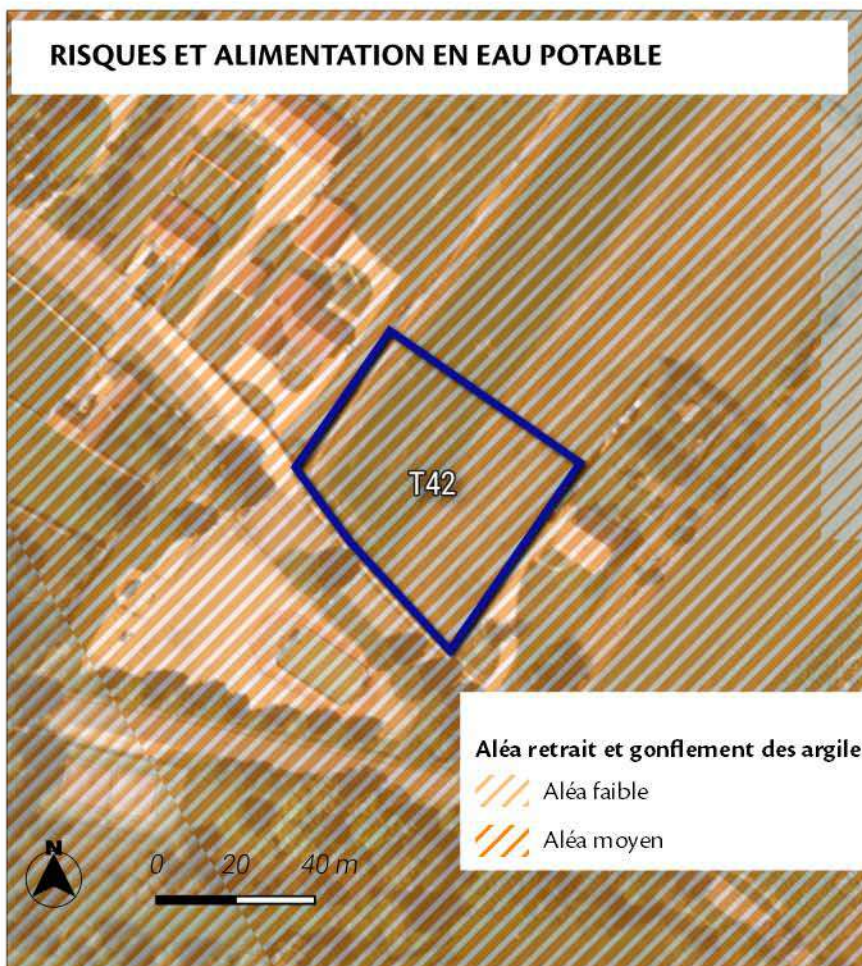 RISQUES ET ALIMENTATION EN EAU POTABLE
T42
Aléa retrait et gonflement des argile
Aléa faible
Aléa moyen
N
0 20 40 m